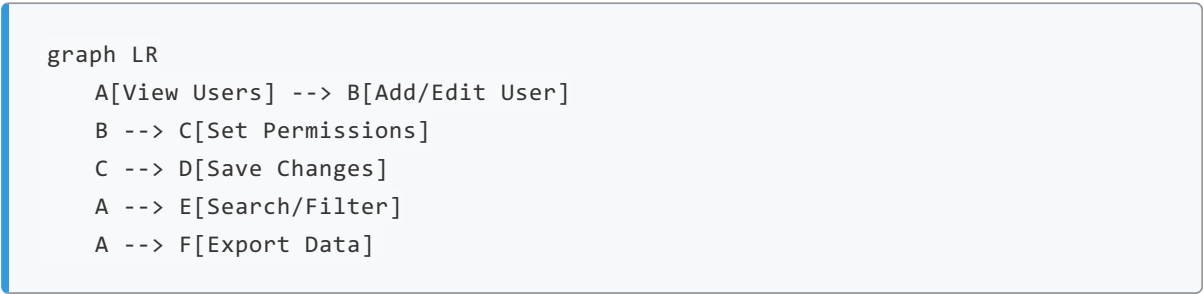 graph LR
A[View Users] --> B[Add/Edit User]
B --> C[Set Permissions]
C --> D[Save Changes]
A --> E[Search/Filter]
A --> F[Export Data]